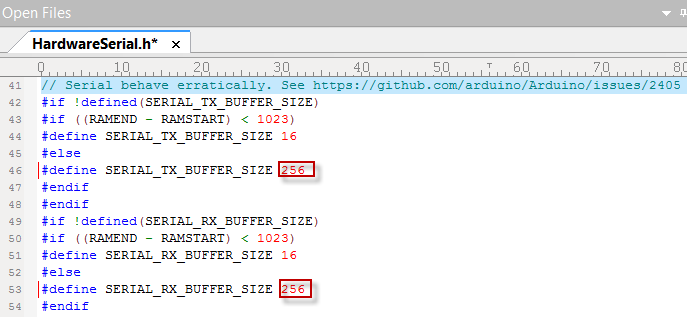 Open Files
HardwareSerial.h* ×
0 10 20 30 40 50 60 70 80
41 // Serial behave erratically. See https://github.com/arduino/Arduino/issues/2405
42 #if !defined(SERIAL_TX_BUFFER_SIZE)
43 #if ((RAMEND - RAMSTART) < 1023)
44 #define SERIAL_TX_BUFFER_SIZE 16
45 #else
46 #define SERIAL_TX_BUFFER_SIZE 256
47 #endif
48 #endif
49 #if !defined(SERIAL_RX_BUFFER_SIZE)
50 #if ((RAMEND - RAMSTART) < 1023)
51 #define SERIAL_RX_BUFFER_SIZE 16
52 #else
53 #define SERIAL_RX_BUFFER_SIZE 256
54 #endif